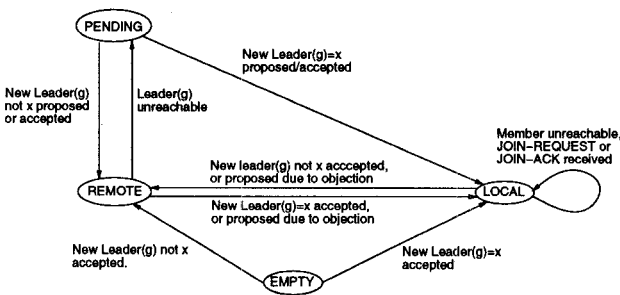 PENDING
New Leader(g)=x
proposed/accepted
New Leader(g)
not x proposed
or accepted
Leader(g)
unreachable
Member unreachable,
JOIN-REQUEST or
JOIN-ACK received
New leader(g) not x acccepted,
or proposed due to objection
REMOTE
LOCAL
New Leader(g)=x accepted,
or proposed due to objection
New Leader(g) not x
accepted.
New Leader(g)=x
accepted
EMPTY